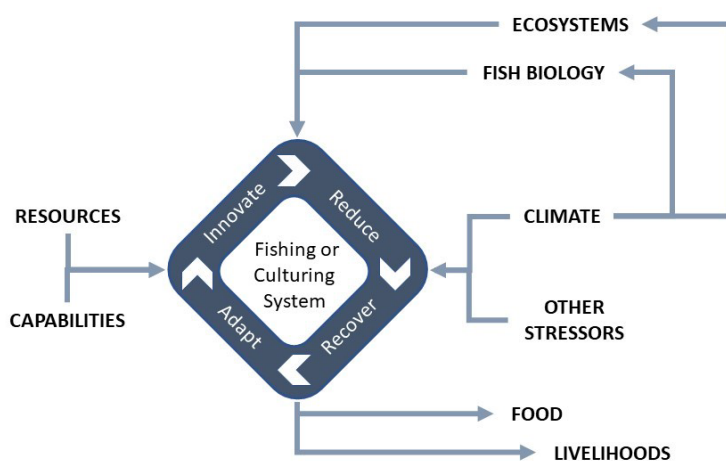 ECOSYSTEMS
FISH BIOLOGY
Innovate
Reduce
RESOURCES
CLIMATE
Fishing or
Culturing
System
CAPABILITIES
Adapt
Recover
OTHER
STRESSORS
FOOD
LIVELIHOODS